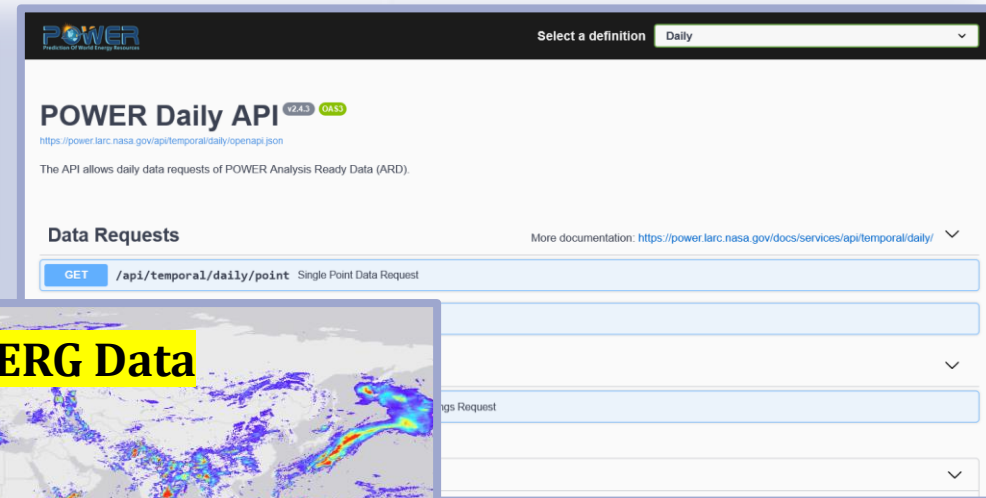 POWER
Prediction Of World Energy Resources
Select a definition Daily
POWER Daily API v2.4.3 OAS3
https://power.larc.nasa.gov/api/temporal/daily/openapi.json
The API allows daily data requests of POWER Analysis Ready Data (ARD).
Data Requests More documentation: https://power.larc.nasa.gov/docs/services/api/temporal/daily/
GET /api/temporal/daily/point Single Point Data Request
ERG Data
ngs Request